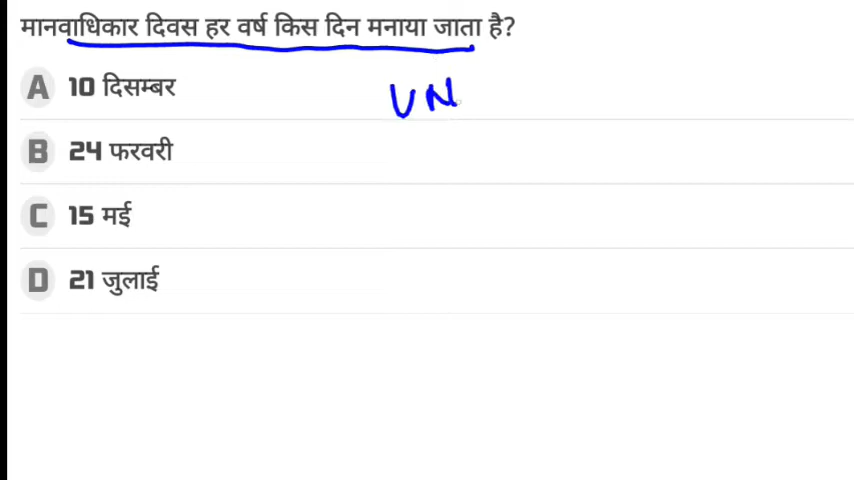 मानवाधिकार दिवस हर वर्ष किस दिन मनाया जाता है?
A 10 दिसम्बर
UN
B 24 फरवरी
C 15 मई
D 21 जुलाई